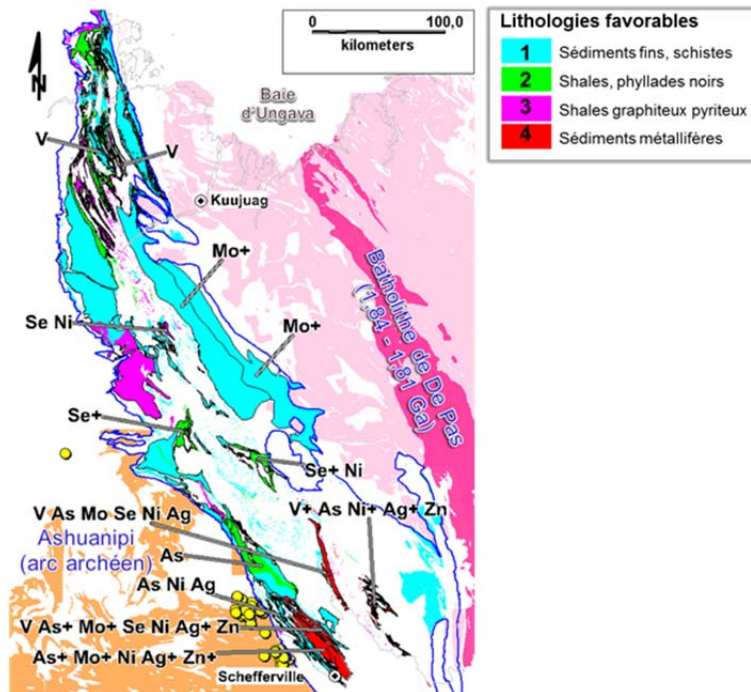 0 100,0
kilometers
Lithologies favorables
1 Sédiments fins, schistes
2 Shales, phyllades noirs
3 Shales graphiteux pyriteux
4 Sédiments métallifères
N
Baie
d'Ungava
V V
Kuujuag
Mo+
Se Ni
Mo+
Batholithe de De Pas
(1,84 - 1,81 Ga)
Se+
Se+ Ni
V As Mo Se Ni Ag
V+ As Ni+ Ag+ Zn
Ashuanipi
(arc archéen)
As
As Ni Ag
V As+ Mo+ Se Ni Ag+ Zn
As+ Mo+ Ni Ag+ Zn+
Schefferville